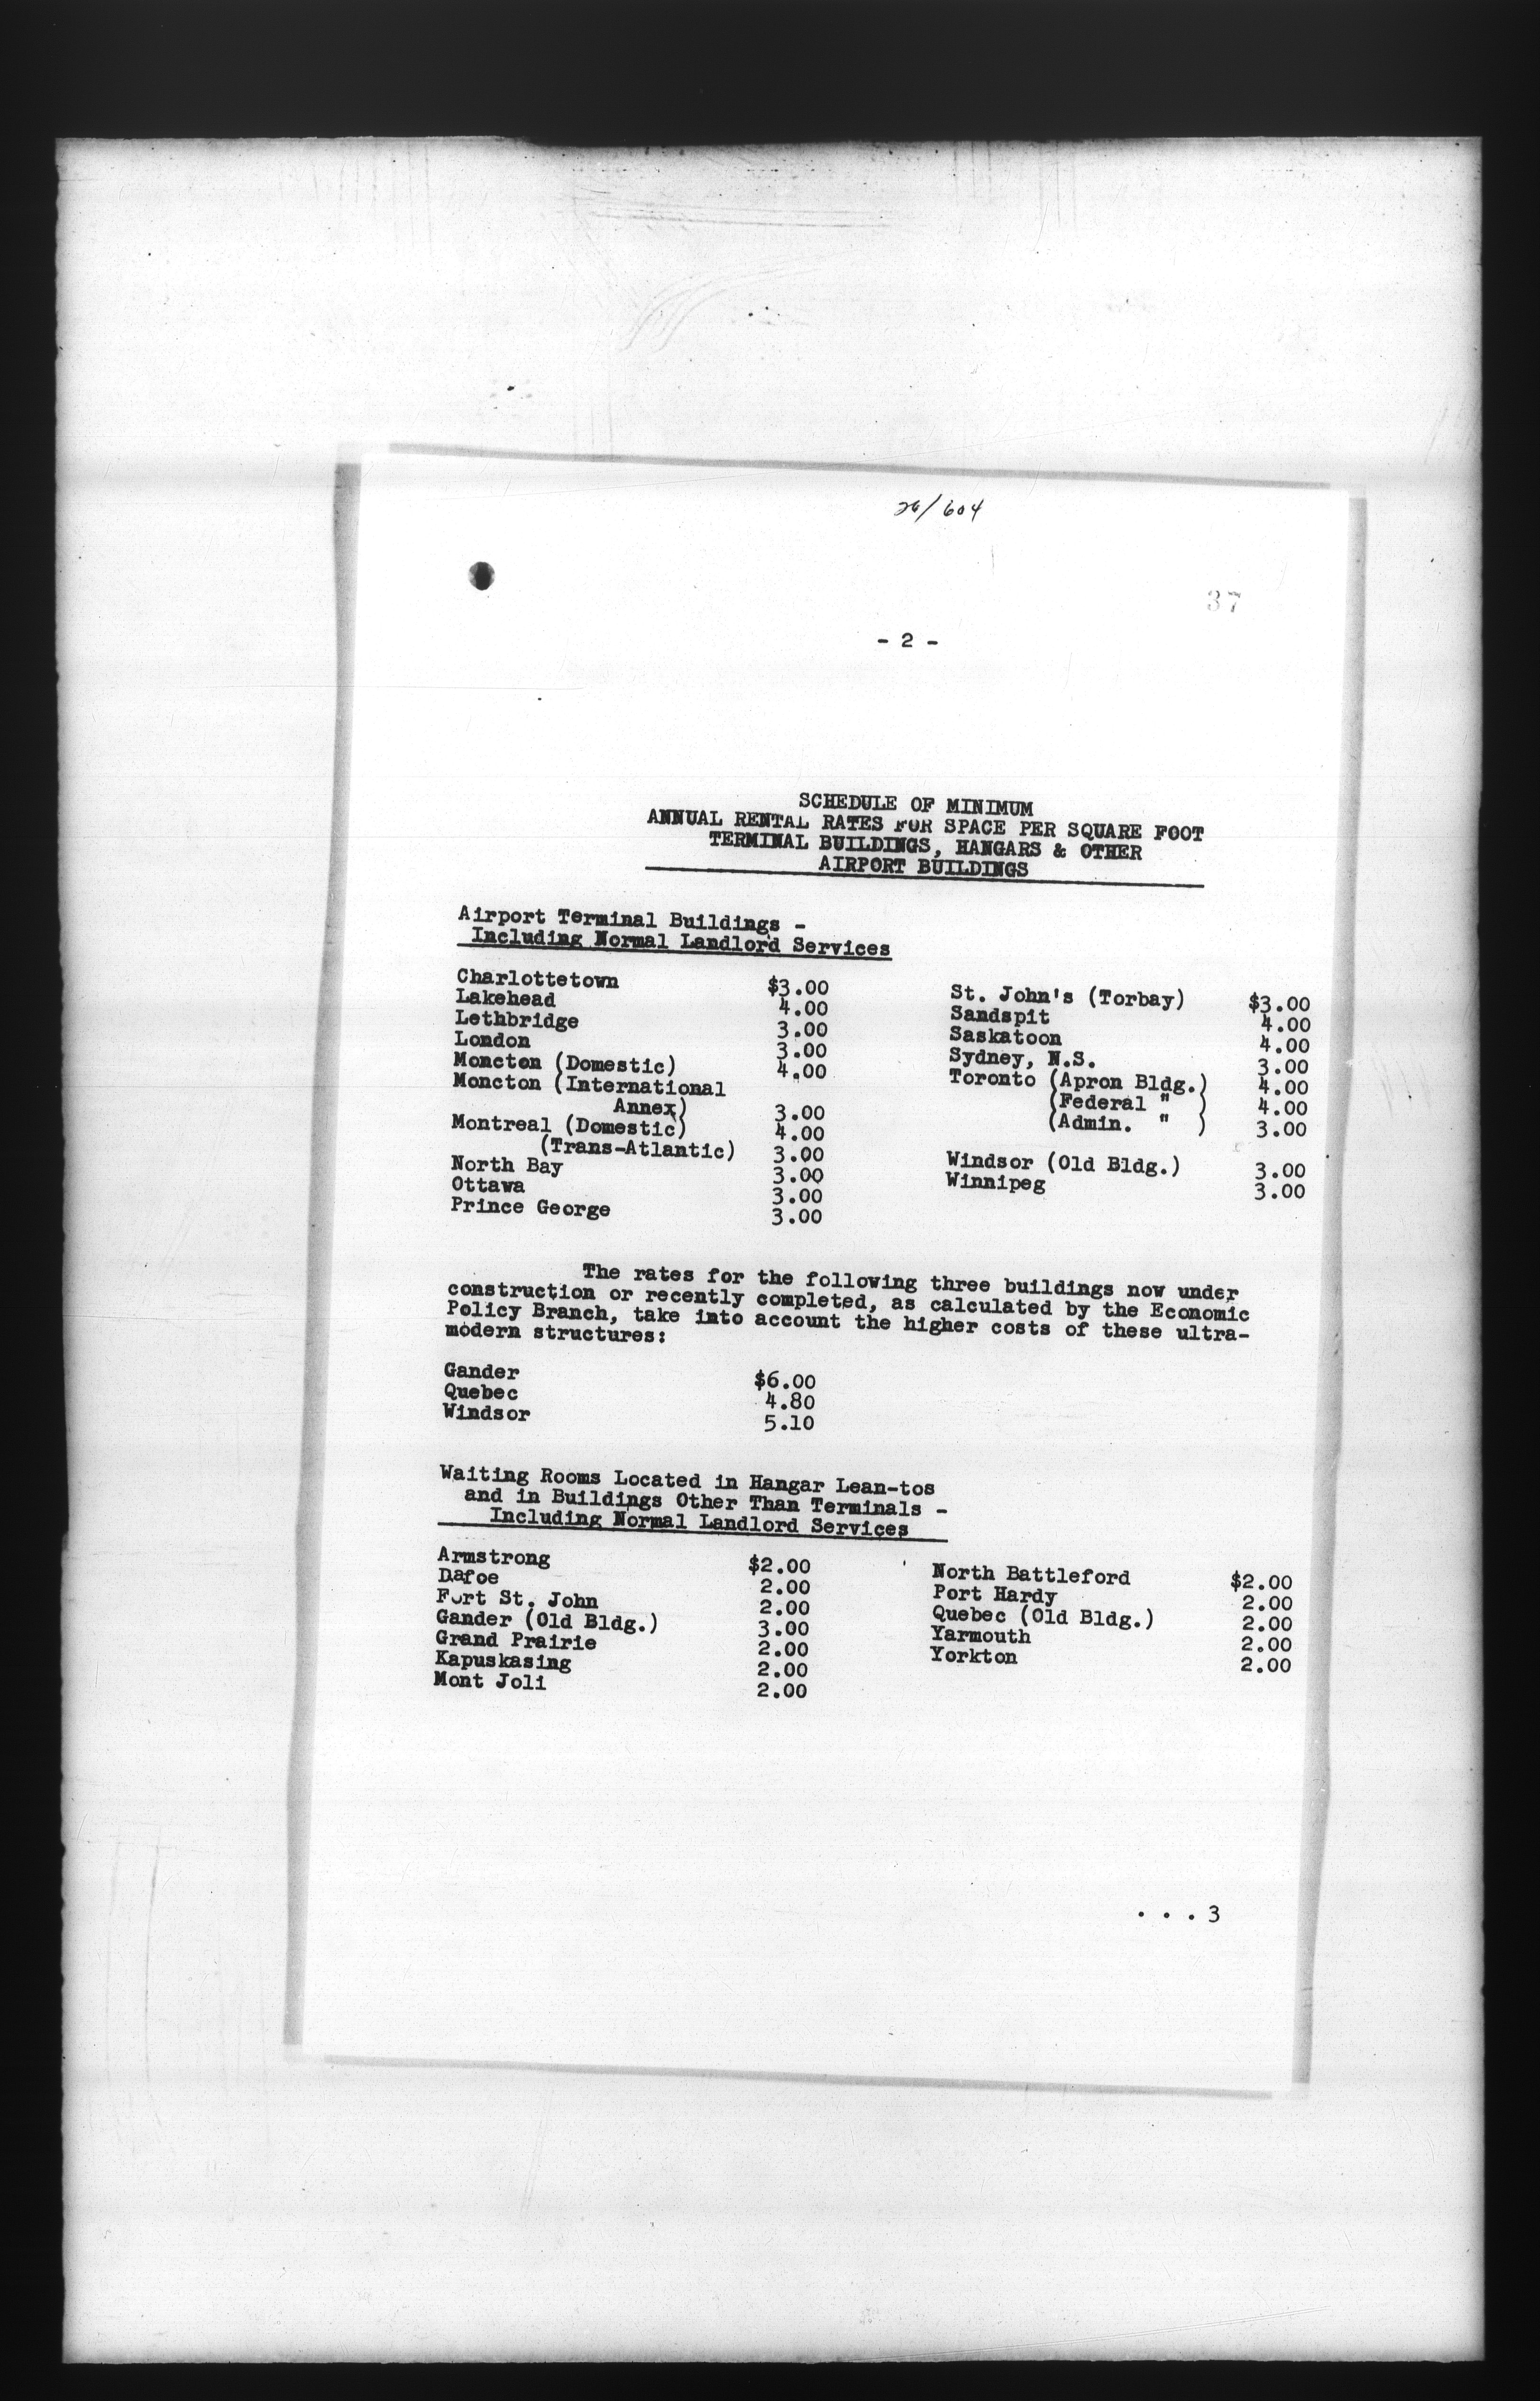 26/604
37
- 2 -
SCHEDULE OF MINIMUM
ANNUAL RENTAL RATES FOR SPACE PER SQUARE FOOT
TERMINAL BUILDINGS, HANGARS & OTHER
AIRPORT BUILDINGS
Airport Terminal Buildings -
Including Normal Landlord Services
Charlottetown $3.00
Lakehead 4.00
Lethbridge 3.00
London 3.00
Moncton (Domestic) 4.00
Moncton (International
Annex) 3.00
Montreal (Domestic) 4.00
(Trans-Atlantic) 3.00
North Bay 3.00
Ottawa 3.00
Prince George 3.00
St. John's (Torbay) $3.00
Sandspit 4.00
Saskatoon 4.00
Sydney, N.S. 3.00
Toronto (Apron Bldg.) 4.00
(Federal " ) 4.00
(Admin. " ) 3.00
Windsor (Old Bldg.) 3.00
Winnipeg 3.00
The rates for the following three buildings now under
construction or recently completed, as calculated by the Economic
Policy Branch, take into account the higher costs of these ultra-
modern structures:
Gander $6.00
Quebec 4.80
Windsor 5.10
Waiting Rooms Located in Hangar Lean-tos
and in Buildings Other Than Terminals -
Including Normal Landlord Services
Armstrong $2.00
Dafoe 2.00
Fort St. John 2.00
Gander (Old Bldg.) 3.00
Grand Prairie 2.00
Kapuskasing 2.00
Mont Joli 2.00
North Battleford $2.00
Port Hardy 2.00
Quebec (Old Bldg.) 2.00
Yarmouth 2.00
Yorkton 2.00
. . . 3